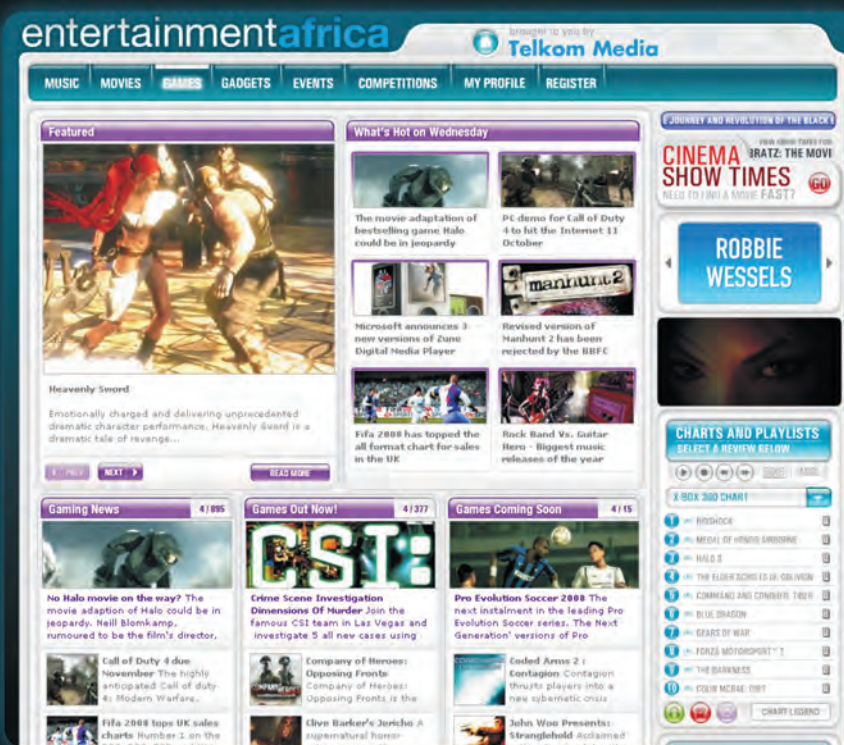 entertainmentafrica
brought to you by
Telkom Media
MUSIC
MOVIES
GAMES
GADGETS
EVENTS
COMPETITIONS
MY PROFILE
REGISTER
Featured
Heavenly Sword
Emotionally charged and delivering unprecedented
dramatic character performance, Heavenly Sword is a
dramatic tale of revenge...
PREV
NEXT
READ MORE
What's Hot on Wednesday
The movie adaptation of
bestselling game Halo
could be in jeopardy
PC demo for Call of Duty
4 to hit the Internet 11
October
Microsoft announces 3
new versions of Zune
Digital Media Player
manhunt2
Revised version of
Manhunt 2 has been
rejected by the BBFC
Fifa 2008 has topped the
all format chart for sales
in the UK
Rock Band Vs. Guitar
Hero - Biggest music
releases of the year
E JOURNEY AND REVOLUTION OF THE BLACK
CINEMA
SHOW TIMES
VIEW SHOW TIMES FOR
BRATZ: THE MOVI
NEED TO FIND A MOVIE FAST?
GO
ROBBIE
WESSELS
CHARTS AND PLAYLISTS
SELECT A REVIEW BELOW
X-BOX 360 CHART
1 BIOSHOCK
2 MEDAL OF HONOR AIRBORNE
3 HALO 3
4 THE ELDER SCROLLS IV: OBLIVION
5 COMMAND AND CONQUER: TIBER
6 BLUE DRAGON
7 GEARS OF WAR
8 FORZA MOTORSPORT 2
9 THE DARKNESS
10 COLIN MCRAE: DIRT
CHART LEGEND
Gaming News
4/895
No Halo movie on the way? The
movie adaption of Halo could be in
jeopardy. Neill Blomkamp,
rumoured to be the film's director,
Call of Duty 4 due
November The highly
anticipated Call of duty
4: Modern Warfare.
Fifa 2008 tops UK sales
charts Number 1 on the
Games Out Now!
4/377
CSI:
Crime Scene Investigation
Dimensions Of Murder Join the
famous CSI team in Las Vegas and
investigate 5 all new cases using
Company of Heroes:
Opposing Fronts
Company of Heroes:
Opposing Fronts is the
Clive Barker's Jericho A
supernatural horror
Games Coming Soon
4/15
Pro Evolution Soccer 2008 The
next instalment in the leading Pro
Evolution Soccer series. The Next
Generation' versions of Pro
Coded Arms 2 :
Contagion Contagion
thrusts players into a
new cybernetic crisis
John Woo Presents:
Stranglehold Acclaimed